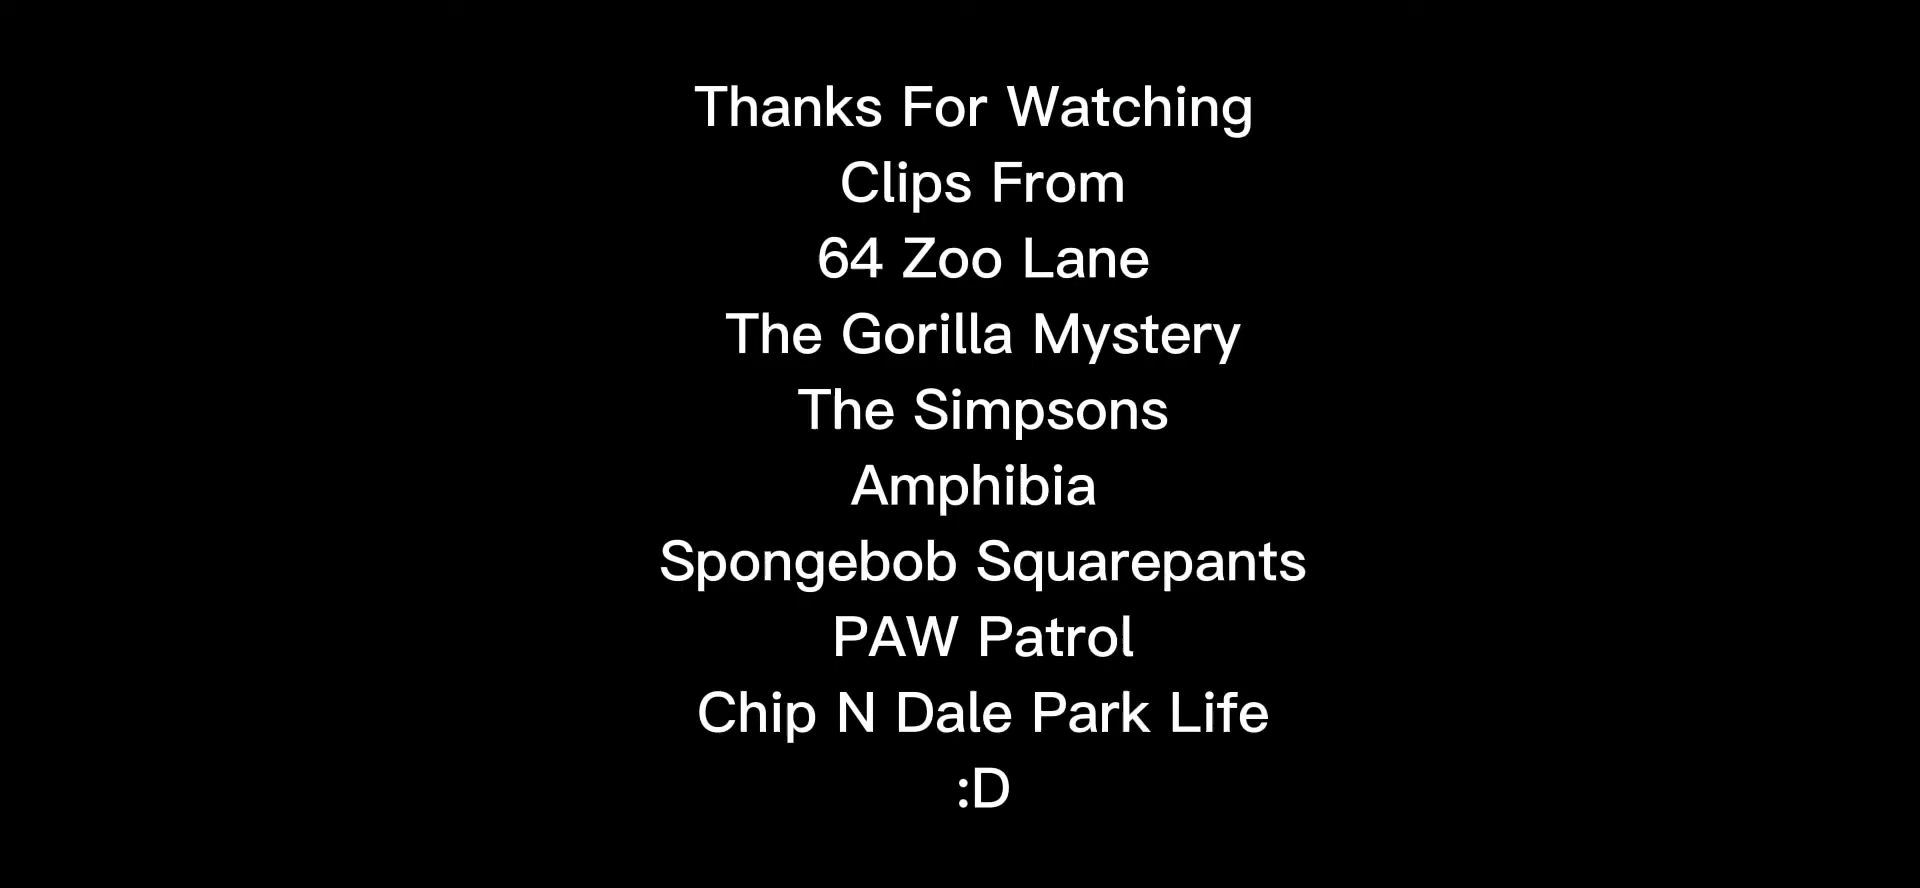 Thanks For Watching
Clips From
64 Zoo Lane
The Gorilla Mystery
The Simpsons
Amphibia
Spongebob Squarepants
PAW Patrol
Chip N Dale Park Life
:D